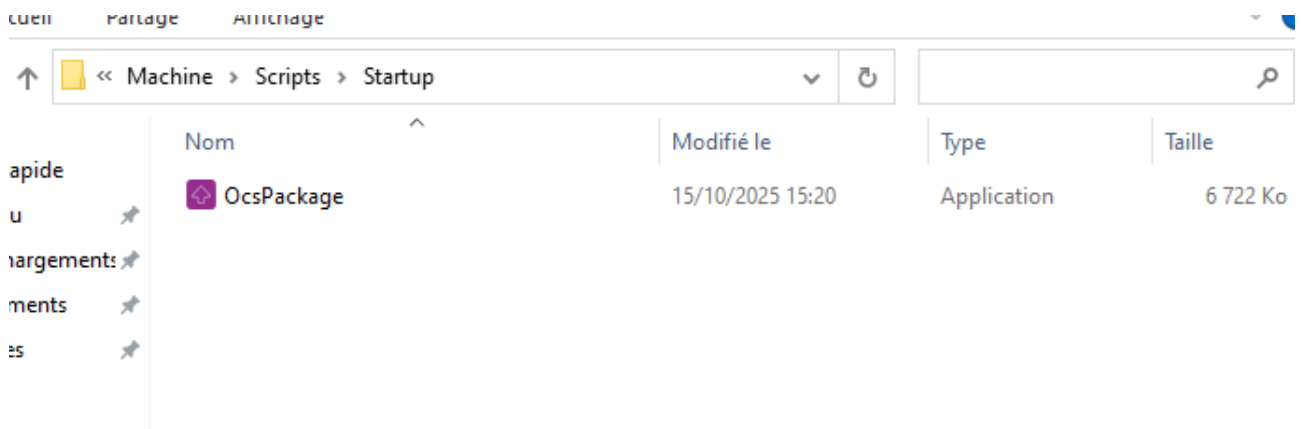 Partage Affichage
« Machine > Scripts > Startup
Nom Modifié le Type Taille
apide
OcsPackage 15/10/2025 15:20 Application 6 722 Ko
u
hargements
ments
es